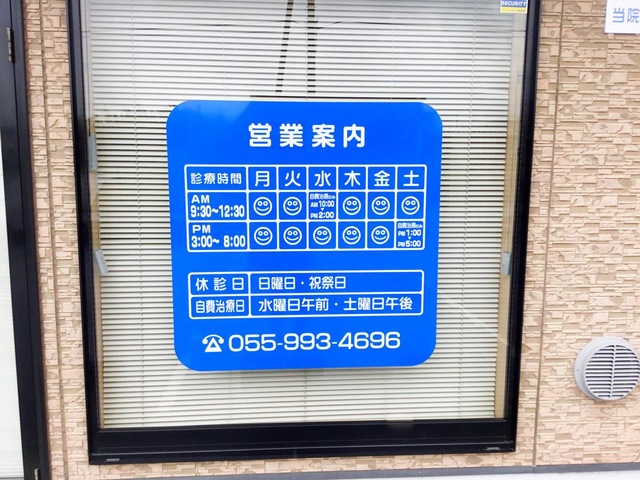 SECURITY
当院
営業案内
診療時間 月 火 水 木 金 土
AM 9:30~12:30
自費治療のみ AM 10:00 ~ PM 2:00
PM 3:00~8:00
自費治療のみ PM 1:00 ~ PM 5:00
休診日 日曜日・祝祭日
自費治療日 水曜日午前・土曜日午後
☎055-993-4696